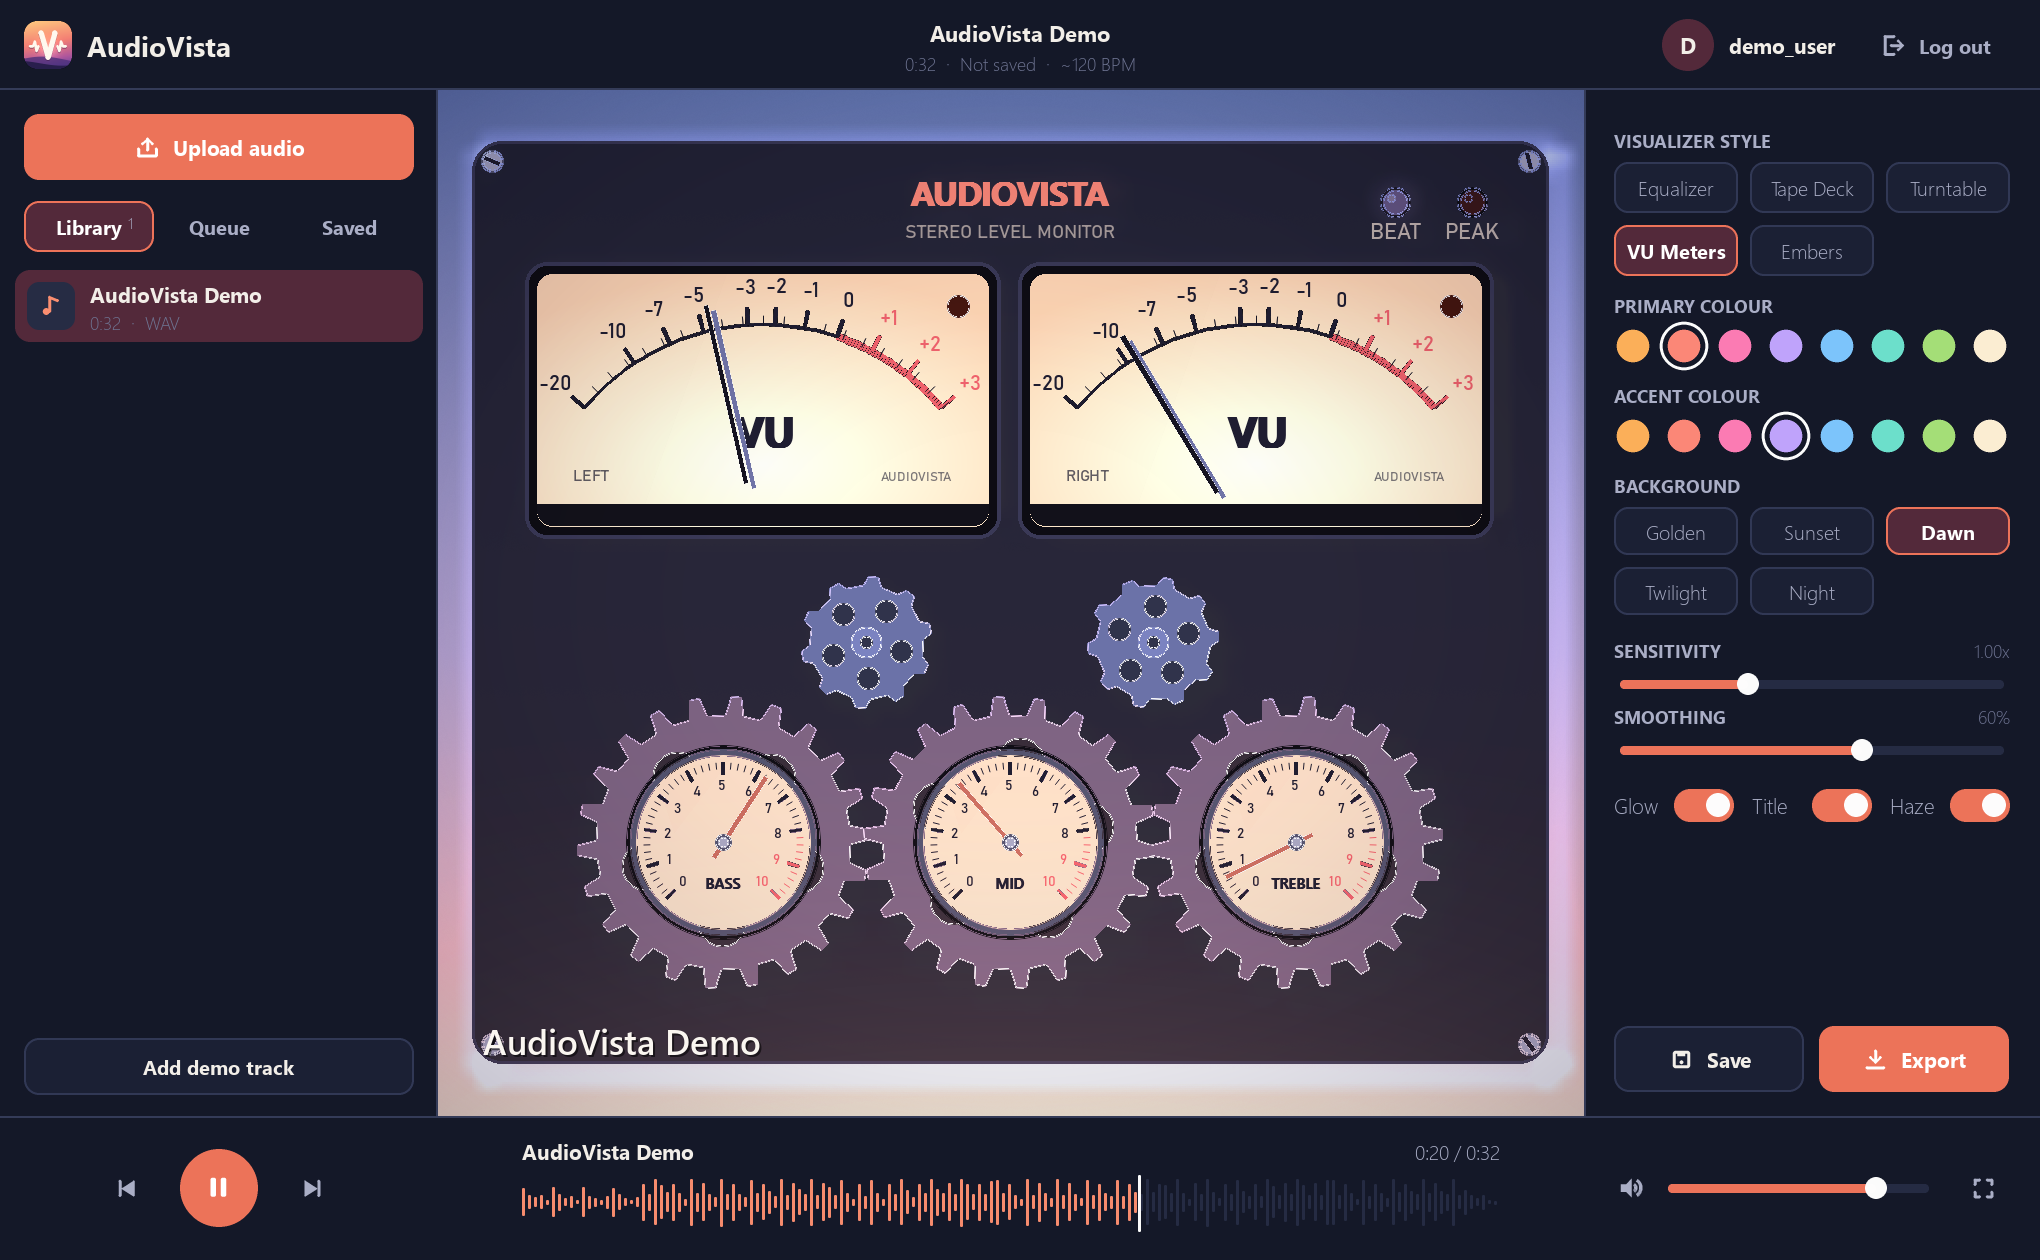 AudioVista
AudioVista Demo
0:32 · Not saved · ~120 BPM
D demo_user
Log out
Upload audio
Library 1 Queue Saved
AudioVista Demo
0:32 · WAV
Add demo track
AUDIOVISTA
STEREO LEVEL MONITOR
BEAT PEAK
-20 -10 -7 -5 -3 -2 -1 0 +1 +2 +3
VU
LEFT AUDIOVISTA
-20 -10 -7 -5 -3 -2 -1 0 +1 +2 +3
VU
RIGHT AUDIOVISTA
0 1 2 3 4 5 6 7 8 9 10
BASS
0 1 2 3 4 5 6 7 8 9 10
MID
0 1 2 3 4 5 6 7 8 9 10
TREBLE
AudioVista Demo
VISUALIZER STYLE
Equalizer Tape Deck Turntable
VU Meters Embers
PRIMARY COLOUR
ACCENT COLOUR
BACKGROUND
Golden Sunset Dawn
Twilight Night
SENSITIVITY 1.00x
SMOOTHING 60%
Glow Title Haze
Save Export
AudioVista Demo 0:20 / 0:32